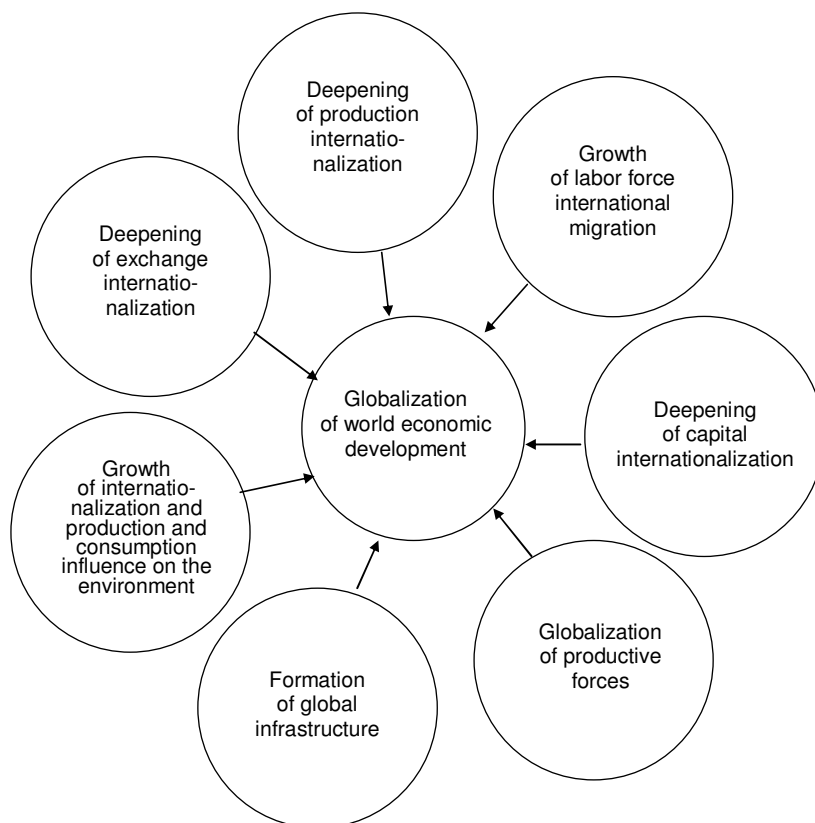 Deepening
of production
internatio-
nalization
Growth
of labor force
international
migration
Deepening
of exchange
internatio-
nalization
Globalization
of world economic
development
Deepening
of capital
internationalization
Growth
of internatio-
nalization and
production and
consumption
influence on the
environment
Globalization
of productive
forces
Formation
of global
infrastructure